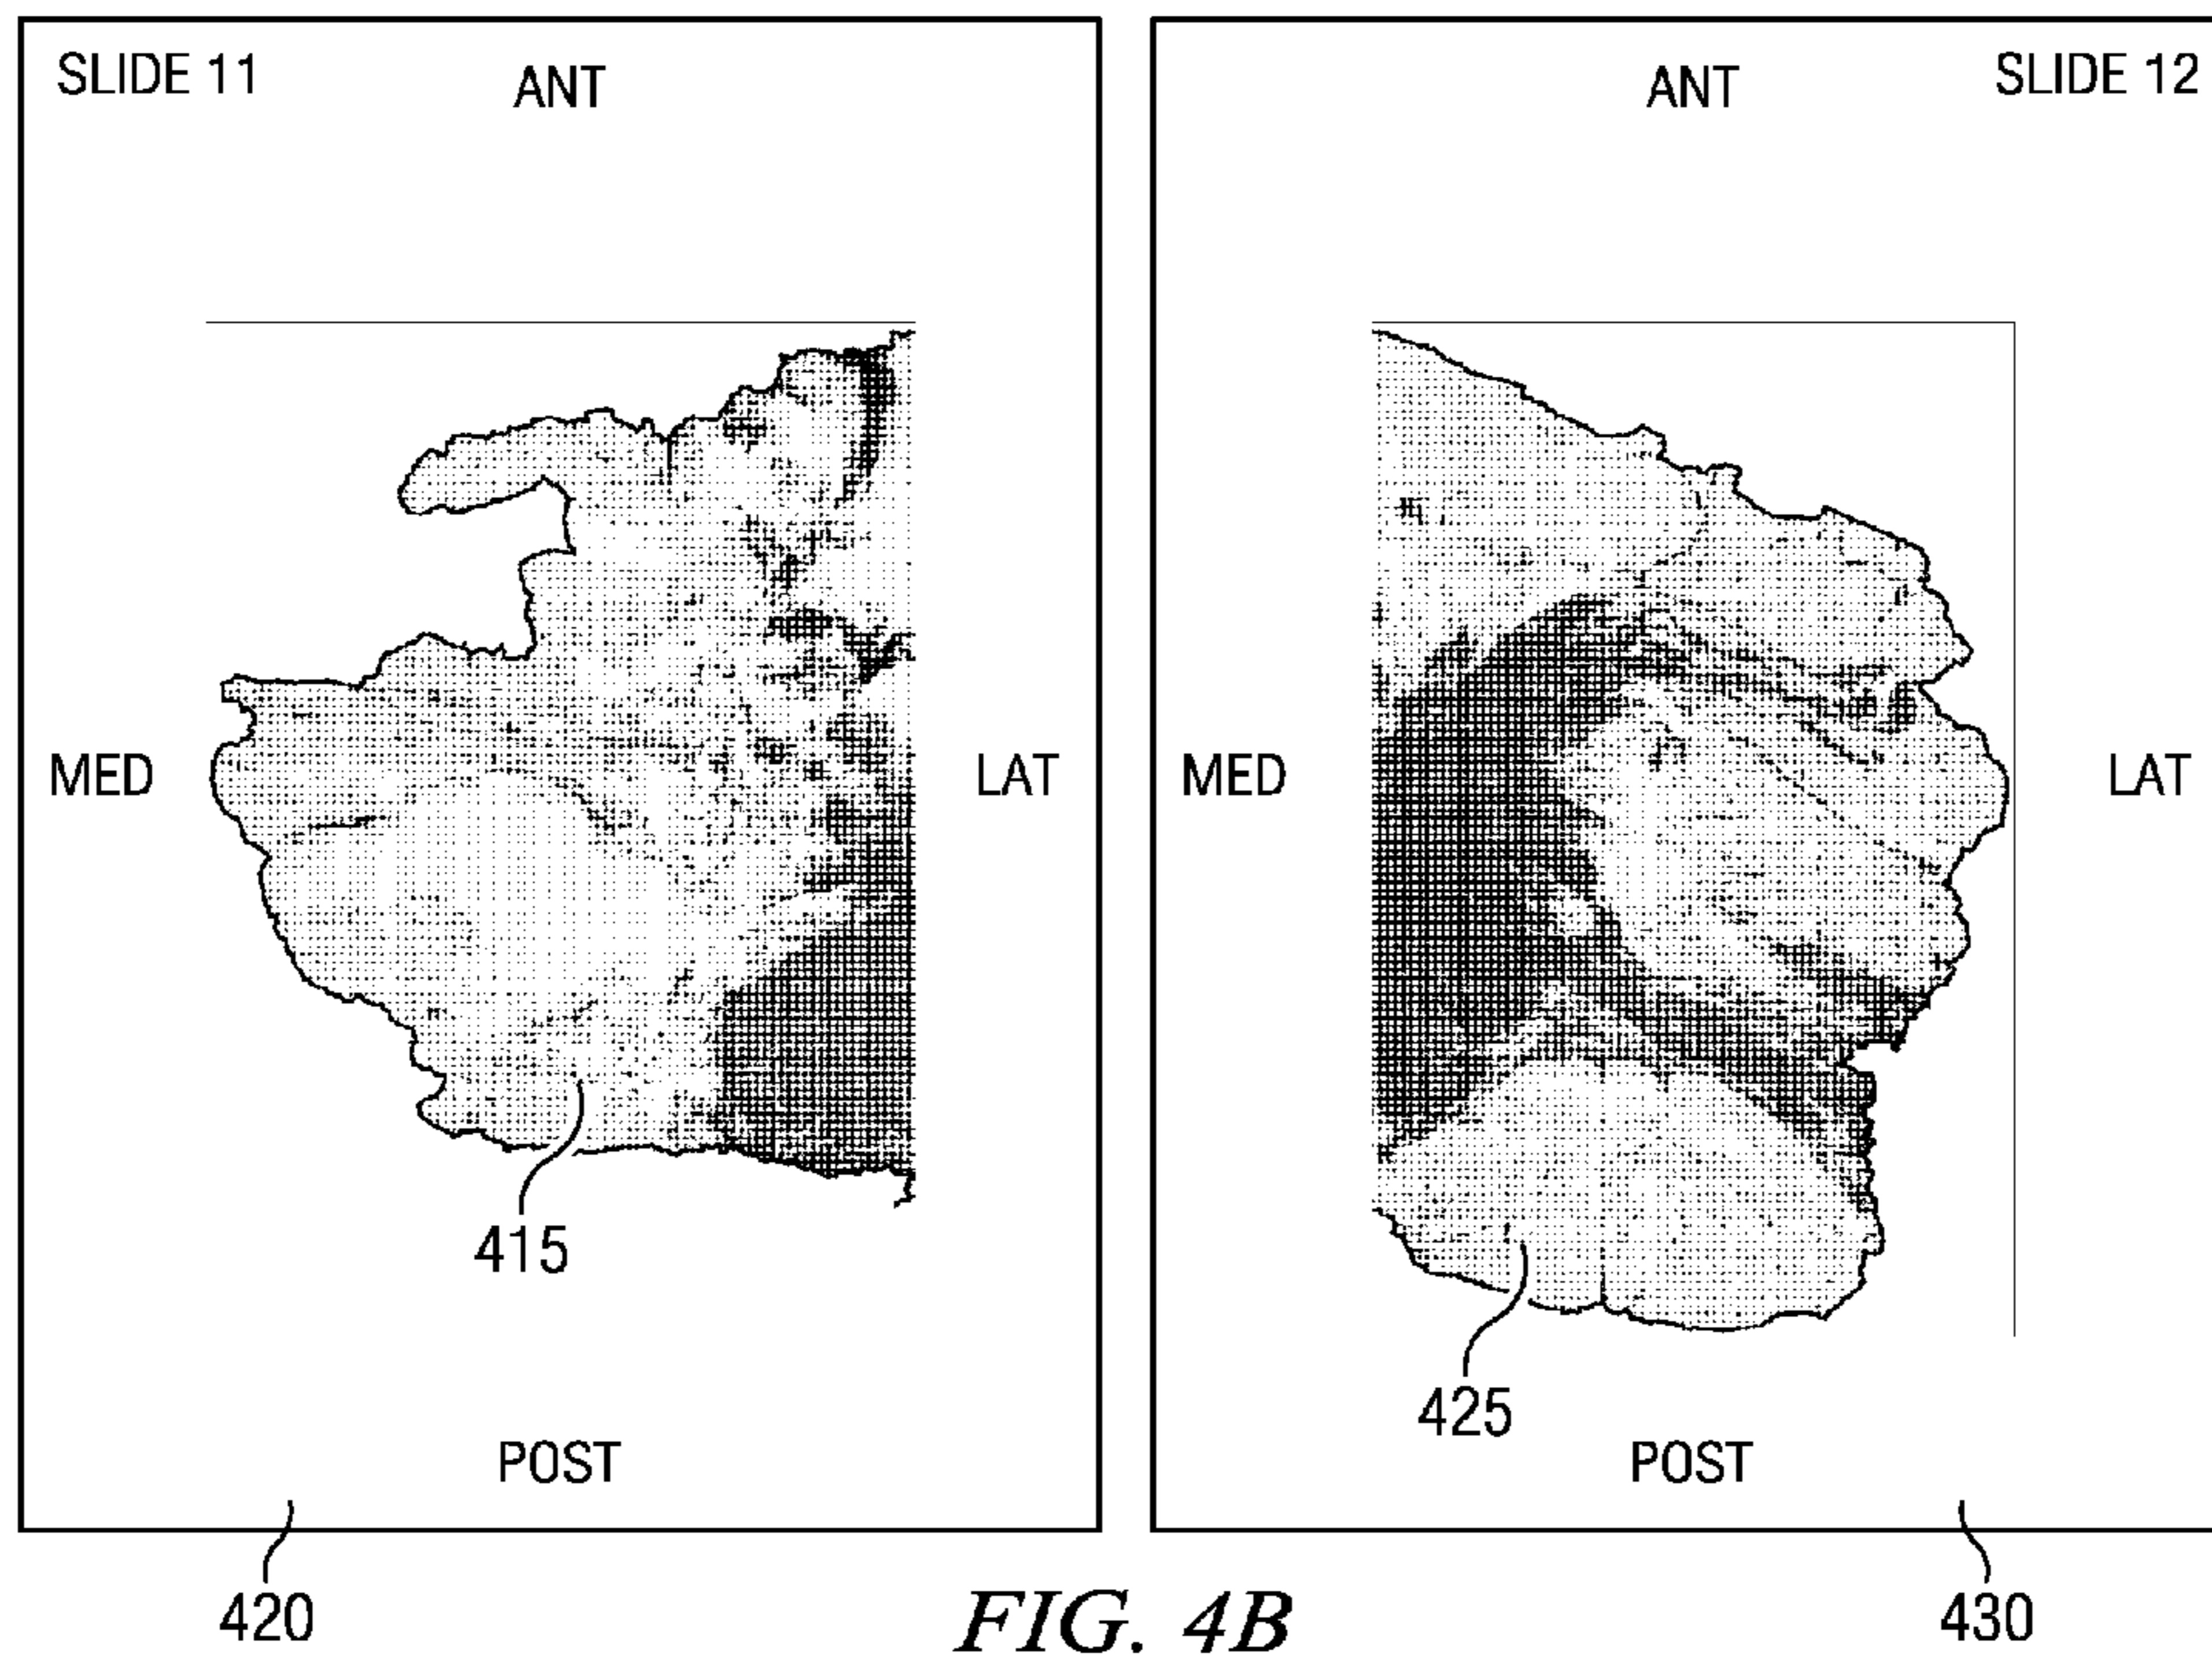 SLIDE 11
ANT
MED
LAT
415
POST
420
ANT
SLIDE 12
MED
LAT
425
POST
430
FIG. 4B